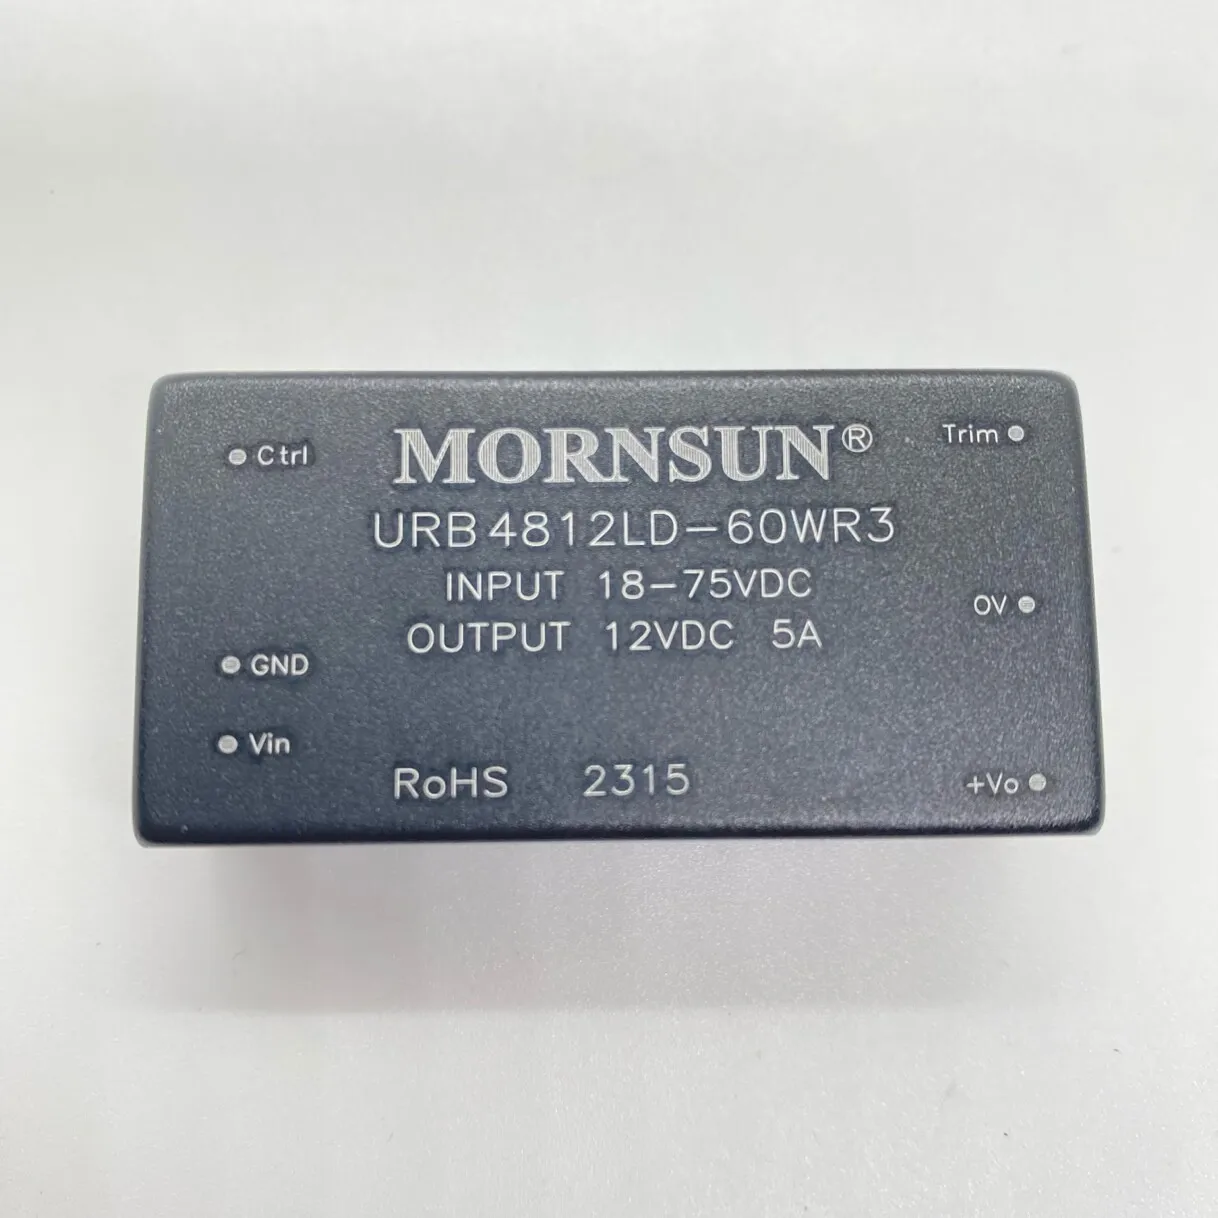 Ctrl
MORNSUN®
Trim
URB4812LD-60WR3
INPUT 18-75VDC
0V
OUTPUT 12VDC 5A
GND
Vin
RoHS 2315
+Vo